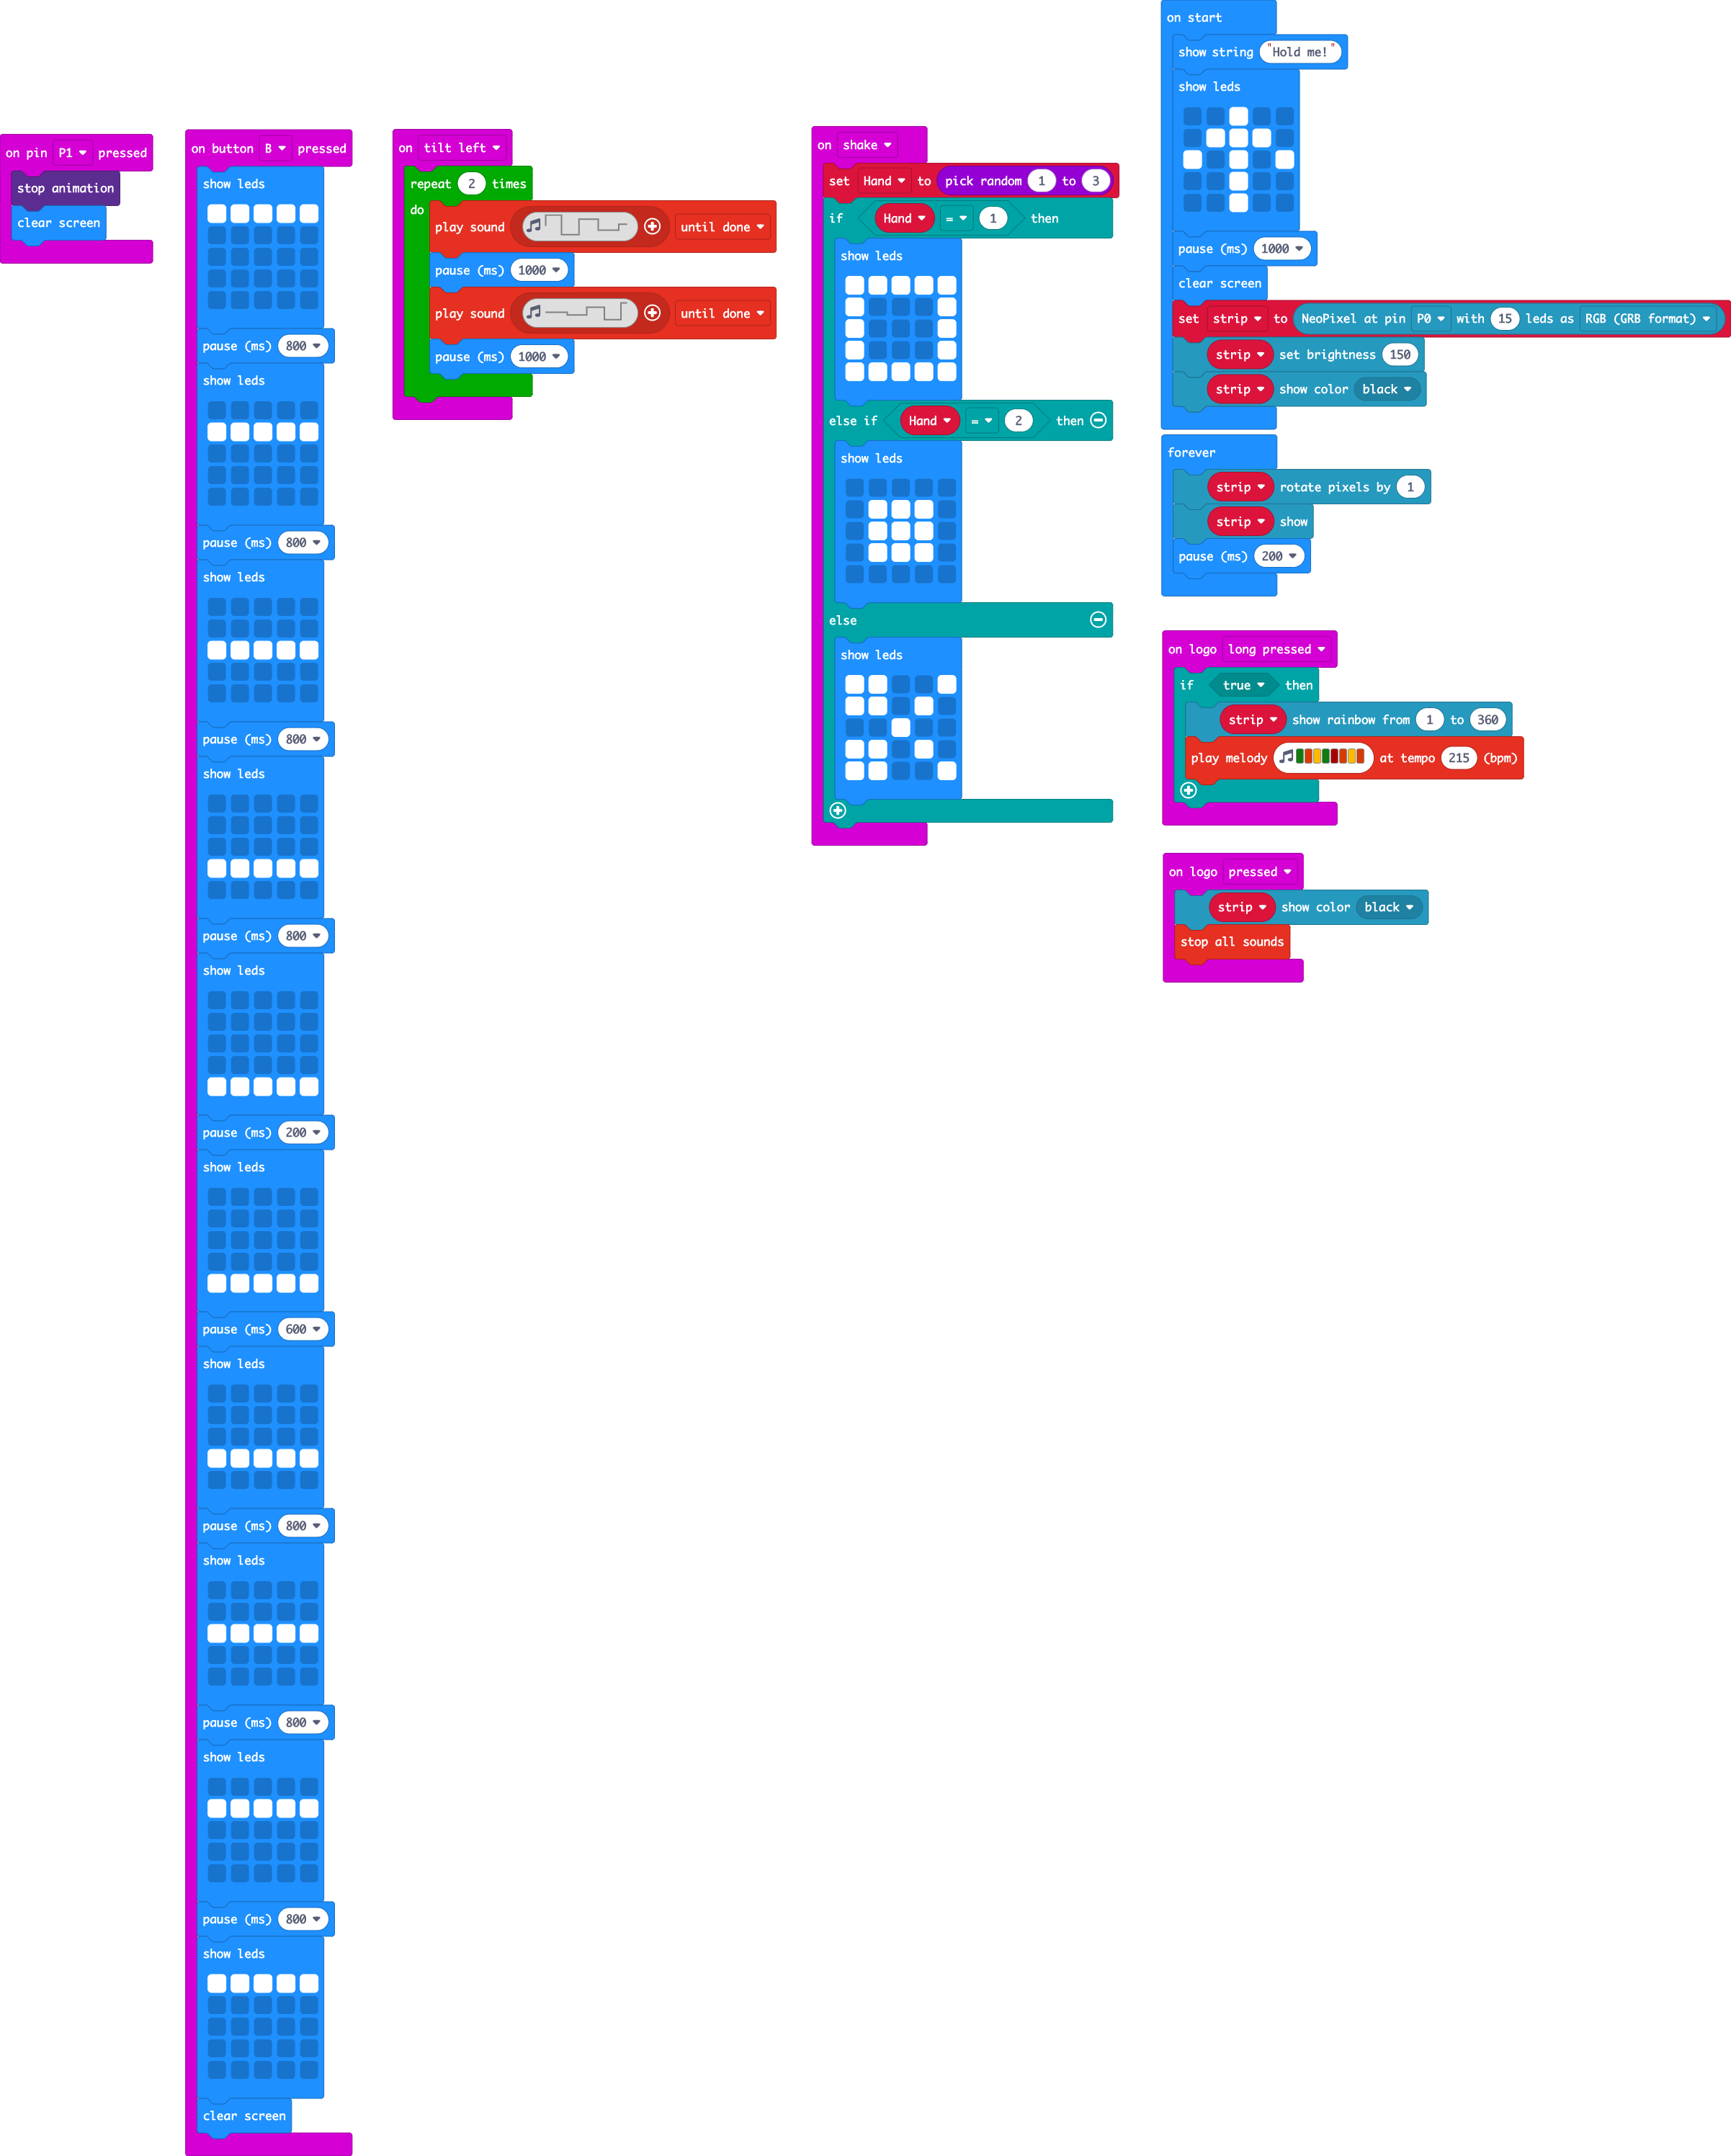 on pin P1 pressed
stop animation
clear screen
on button B pressed
show leds
pause (ms) 800
show leds
pause (ms) 800
show leds
pause (ms) 800
show leds
pause (ms) 800
show leds
pause (ms) 200
show leds
pause (ms) 600
show leds
pause (ms) 800
show leds
pause (ms) 800
show leds
pause (ms) 800
show leds
clear screen
on tilt left
repeat 2 times
do
play sound until done
pause (ms) 1000
play sound until done
pause (ms) 1000
on shake
set Hand to pick random 1 to 3
if Hand = 1 then
show leds
else if Hand = 2 then
show leds
else
show leds
on start
show string "Hold me!"
show leds
pause (ms) 1000
clear screen
set strip to NeoPixel at pin P0 with 15 leds as RGB (GRB format)
strip set brightness 150
strip show color black
forever
strip rotate pixels by 1
strip show
pause (ms) 200
on logo long pressed
if true then
strip show rainbow from 1 to 360
play melody at tempo 215 (bpm)
on logo pressed
strip show color black
stop all sounds